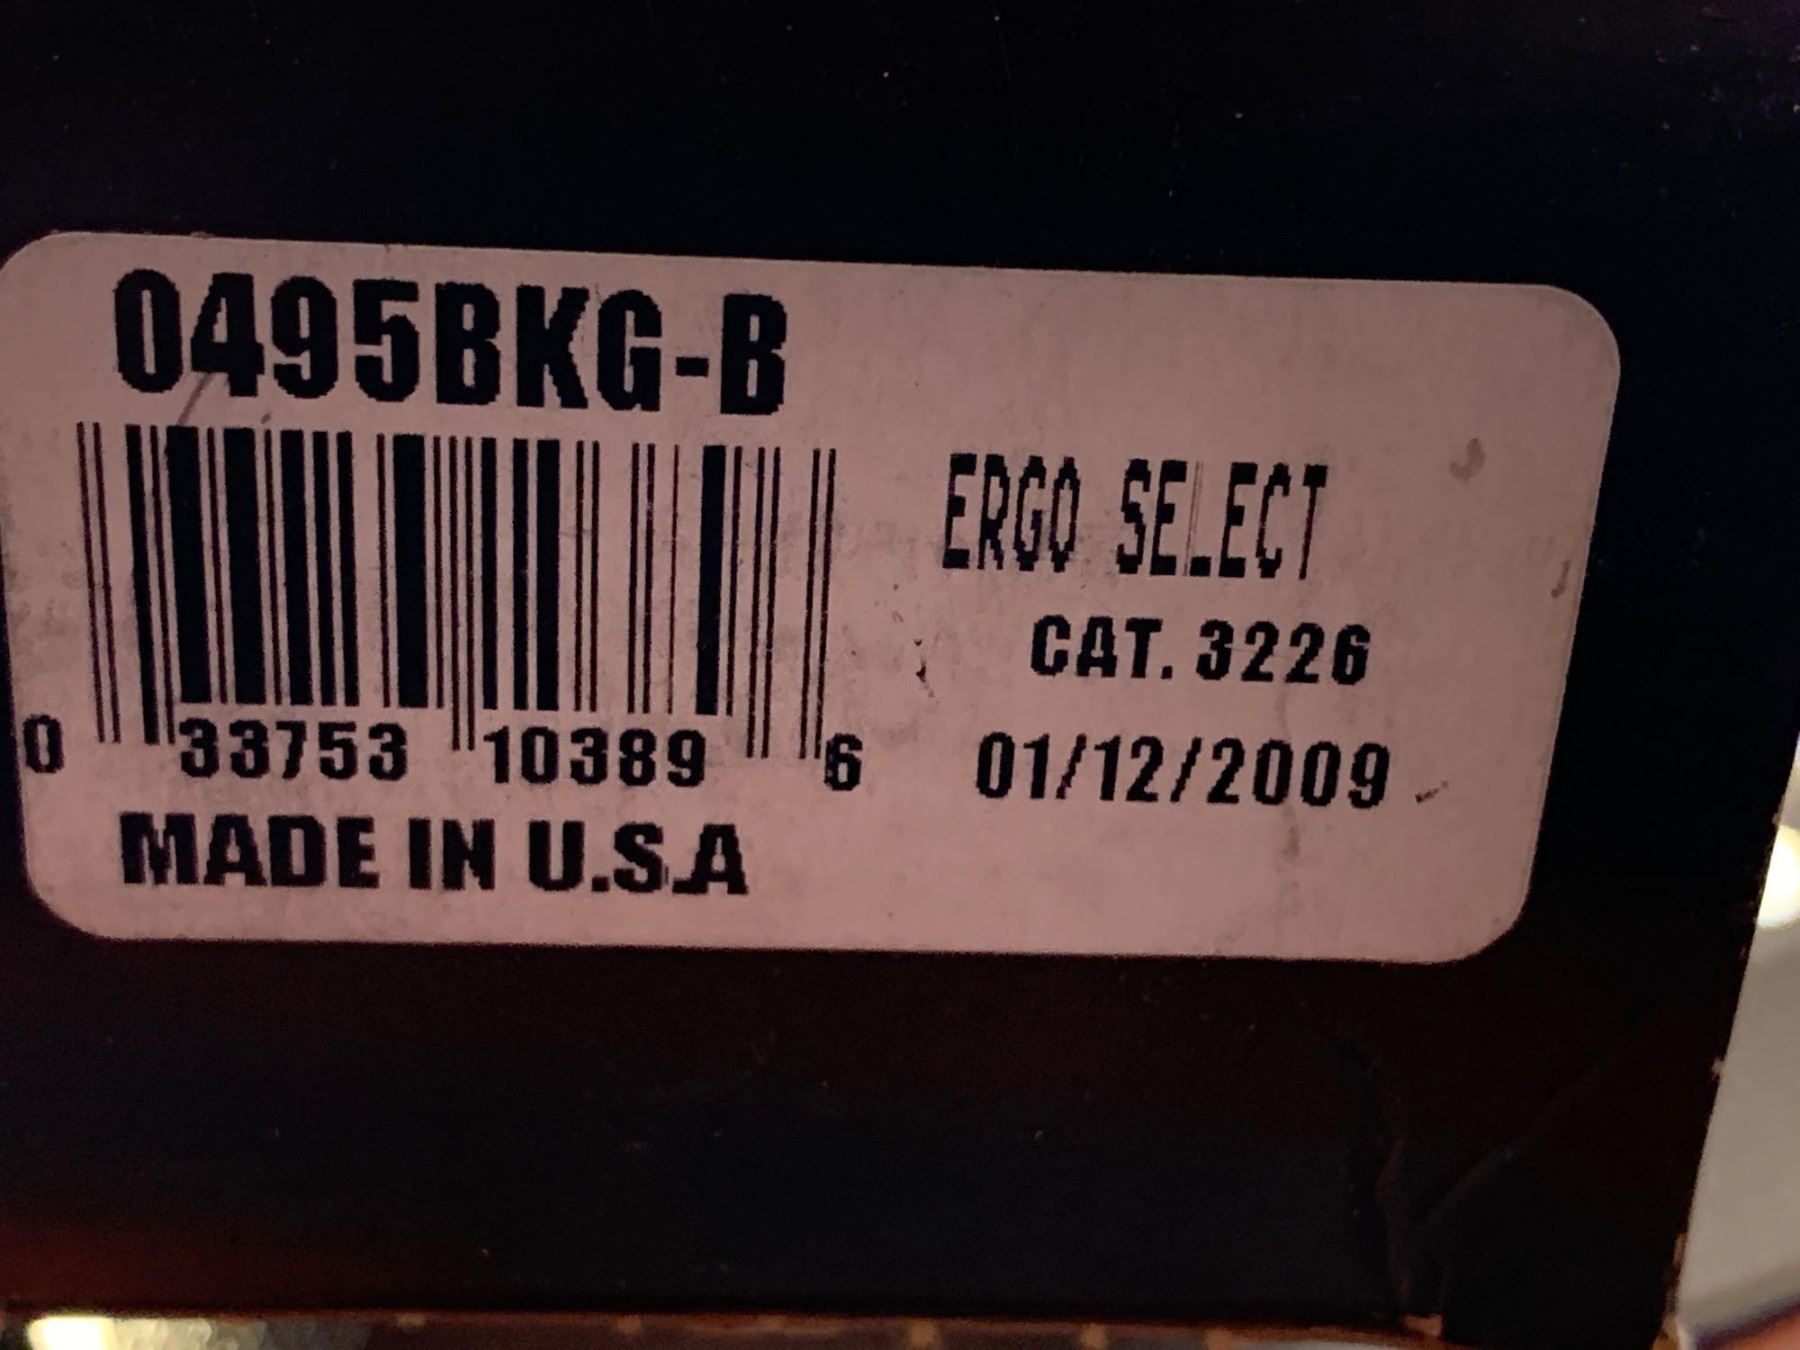 0495BKG-B
ERGO SELECT
CAT. 3226
0 33753 10389 6
01/12/2009
MADE IN U.S.A